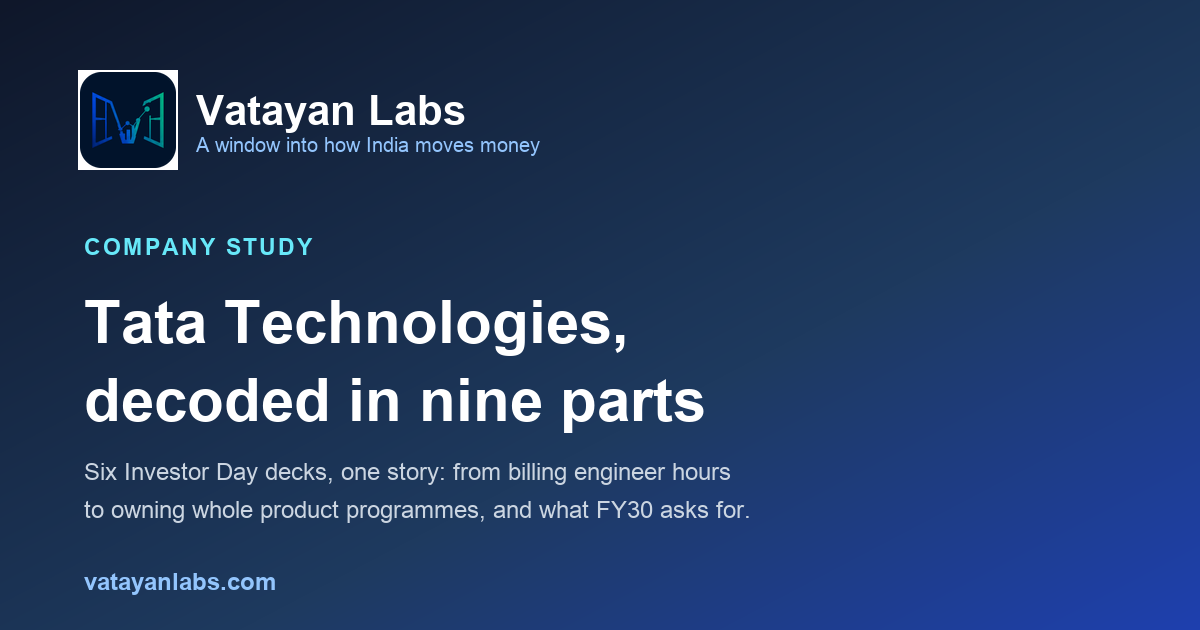 Vatayan Labs
A window into how India moves money
COMPANY STUDY
Tata Technologies,
decoded in nine parts
Six Investor Day decks, one story: from billing engineer hours
to owning whole product programmes, and what FY30 asks for.
vatayanlabs.com